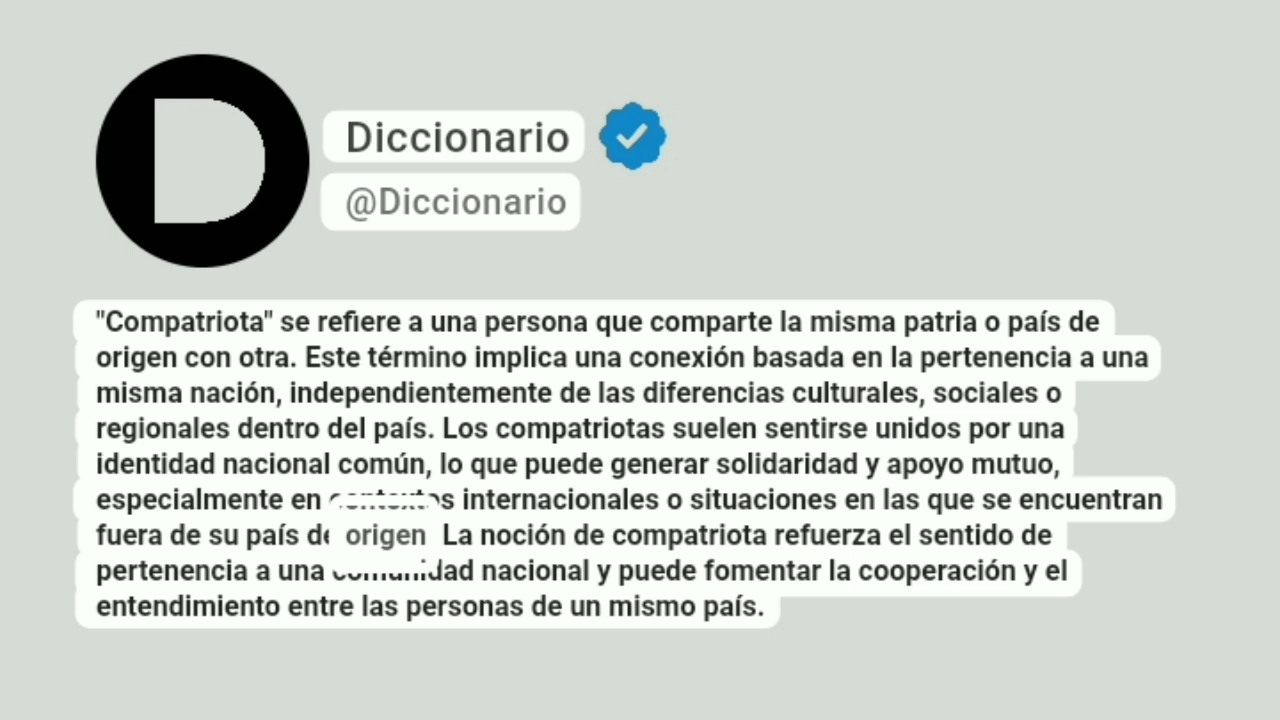 D
Diccionario
@Diccionario
"Compatriota" se refiere a una persona que comparte la misma patria o país de
origen con otra. Este término implica una conexión basada en la pertenencia a una
misma nación, independientemente de las diferencias culturales, sociales o
regionales dentro del país. Los compatriotas suelen sentirse unidos por una
identidad nacional común, lo que puede generar solidaridad y apoyo mutuo,
especialmente en contextos internacionales o situaciones en las que se encuentran
fuera de su país de origen La noción de compatriota refuerza el sentido de
pertenencia a una comunidad nacional y puede fomentar la cooperación y el
entendimiento entre las personas de un mismo país.